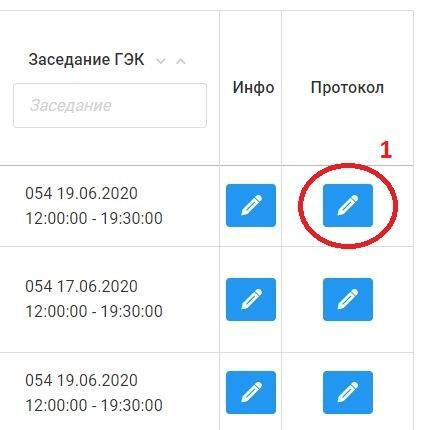 Заседание ГЭК
Инфо
Протокол
Заседание
1
054 19.06.2020
12:00:00 - 19:30:00
054 17.06.2020
12:00:00 - 19:30:00
054 19.06.2020
12:00:00 - 19:30:00